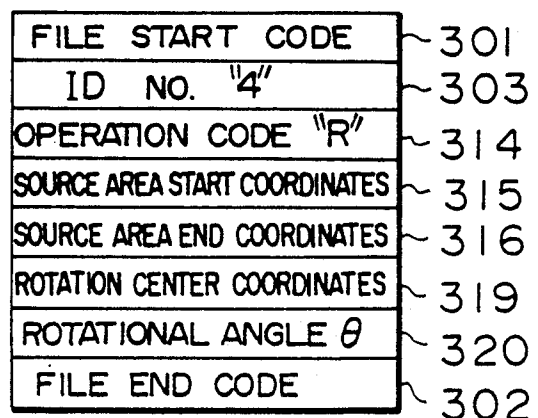 FILE START CODE 301
ID NO. "4" 303
OPERATION CODE "R" 314
SOURCE AREA START COORDINATES 315
SOURCE AREA END COORDINATES 316
ROTATION CENTER COORDINATES 319
ROTATIONAL ANGLE θ 320
FILE END CODE 302